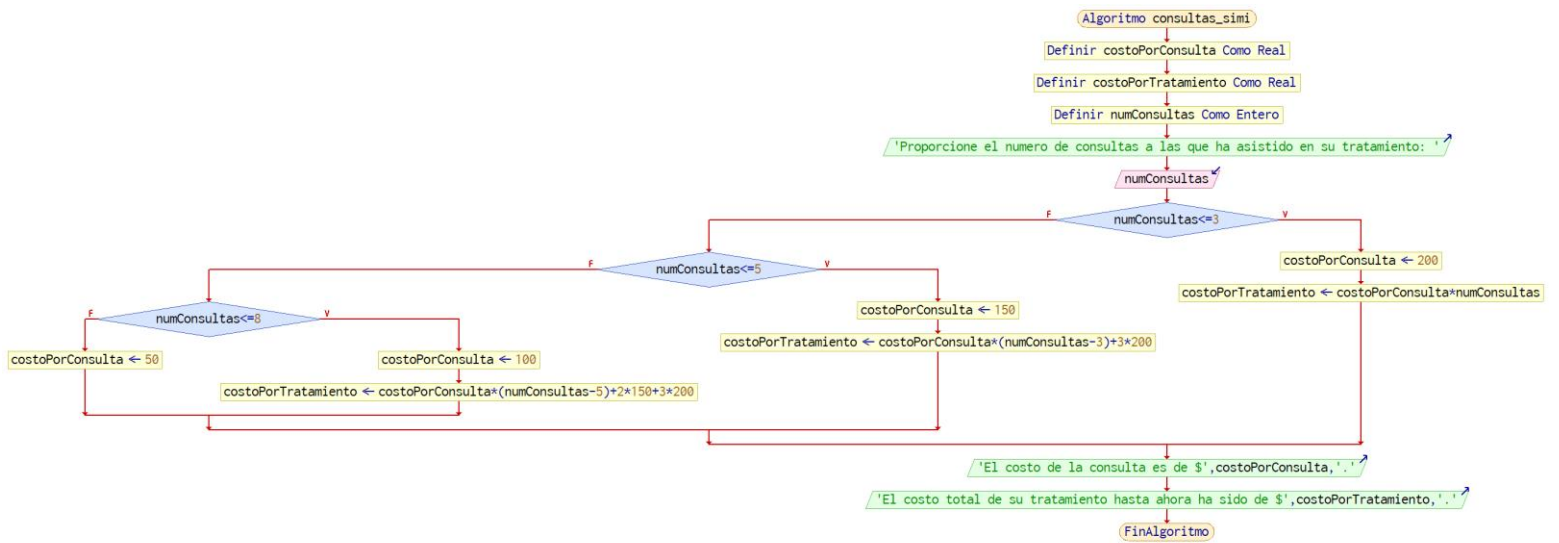 Algoritmo consultas_simi
Definir costoPorConsulta Como Real
Definir costoPorTratamiento Como Real
Definir numConsultas Como Entero
'Proporcione el numero de consultas a las que ha asistido en su tratamiento: '
numConsultas
F
numConsultas<=3
V
F
numConsultas<=5
V
costoPorConsulta ← 200
costoPorTratamiento ← costoPorConsulta*numConsultas
F
numConsultas<=8
V
costoPorConsulta ← 150
costoPorTratamiento ← costoPorConsulta*(numConsultas-3)+3*200
costoPorConsulta ← 50
costoPorConsulta ← 100
costoPorTratamiento ← costoPorConsulta*(numConsultas-5)+2*150+3*200
'El costo de la consulta es de $',costoPorConsulta,'.'
'El costo total de su tratamiento hasta ahora ha sido de $',costoPorTratamiento,'.'
FinAlgoritmo